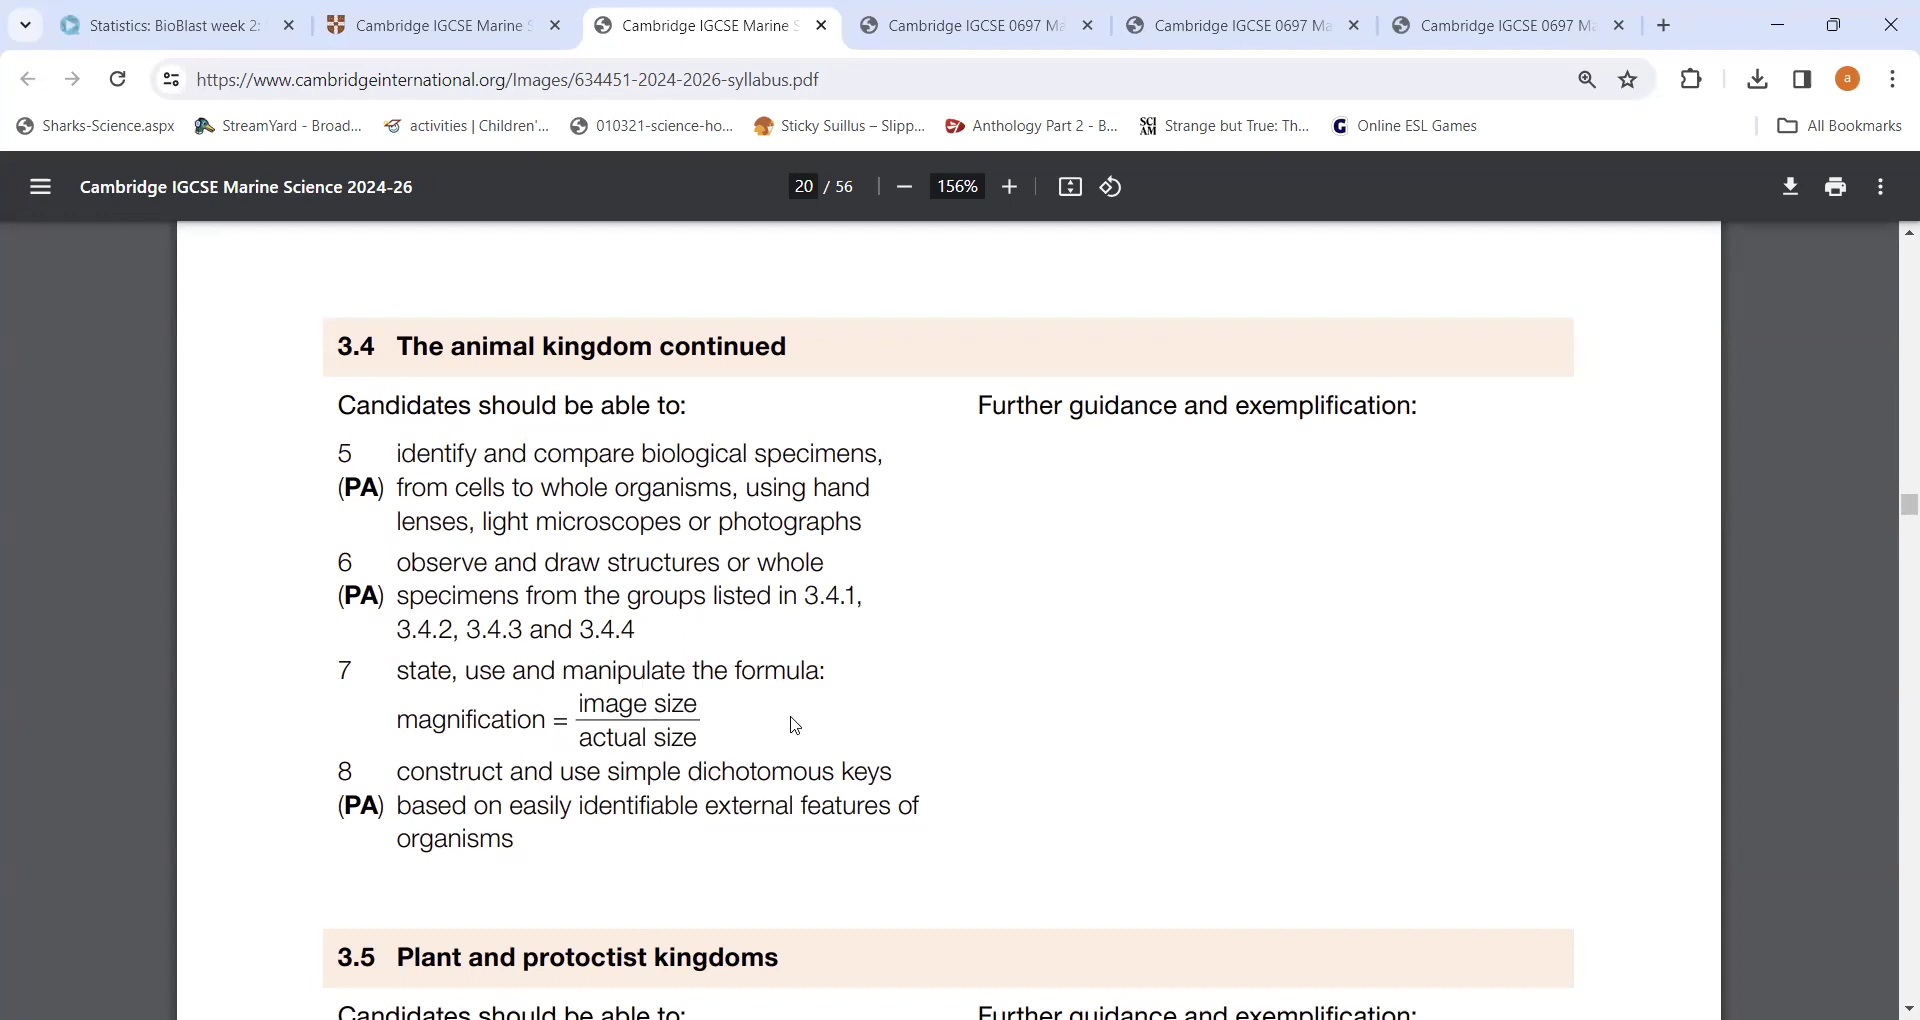 Statistics: BioBlast week 2:
Cambridge IGCSE Marine S
Cambridge IGCSE Marine S
Cambridge IGCSE 0697 Ma
Cambridge IGCSE 0697 Ma
Cambridge IGCSE 0697 Ma
https://www.cambridgeinternational.org/Images/634451-2024-2026-syllabus.pdf
a
Sharks-Science.aspx
StreamYard - Broad...
activities | Children'...
010321-science-ho...
Sticky Suillus – Slipp...
Anthology Part 2 - B...
SCI AM
Strange but True: Th...
G
Online ESL Games
All Bookmarks
Cambridge IGCSE Marine Science 2024-26
20 / 56
156%
3.4 The animal kingdom continued
Candidates should be able to:
Further guidance and exemplification:
5 identify and compare biological specimens,
(PA) from cells to whole organisms, using hand
lenses, light microscopes or photographs
6 observe and draw structures or whole
(PA) specimens from the groups listed in 3.4.1,
3.4.2, 3.4.3 and 3.4.4
7 state, use and manipulate the formula:
magnification = image size
actual size
8 construct and use simple dichotomous keys
(PA) based on easily identifiable external features of
organisms
3.5 Plant and protoctist kingdoms
Candidates should be able to:
Further guidance and exemplification: